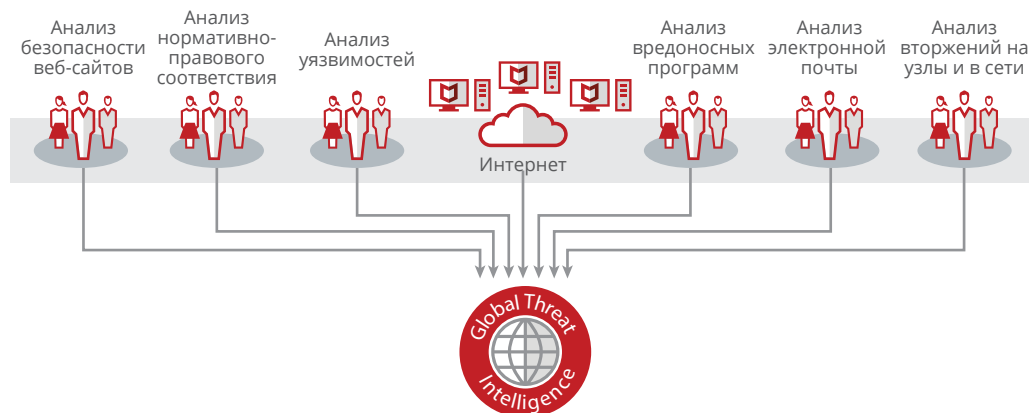 Анализ
безопасности
веб-сайтов
Анализ
нормативно-
правового
соответствия
Анализ
уязвимостей
Интернет
Анализ
вредоносных
программ
Анализ
электронной
почты
Анализ
вторжений на
узлы и в сети
Global Threat
Intelligence